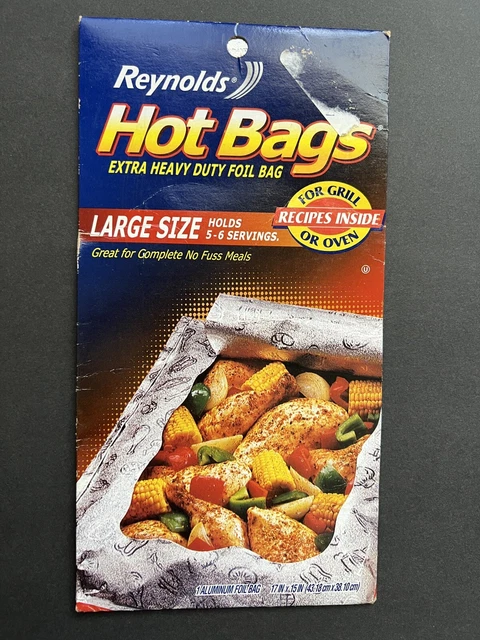 Reynolds®
Hot Bags®
EXTRA HEAVY DUTY FOIL BAG
FOR GRILL
RECIPES INSIDE
OR OVEN
LARGE SIZE HOLDS
5-6 SERVINGS.
Great for Complete No Fuss Meals
U
1 ALUMINUM FOIL BAG 17 IN x 15 IN (43.18 cm x 38.10 cm)